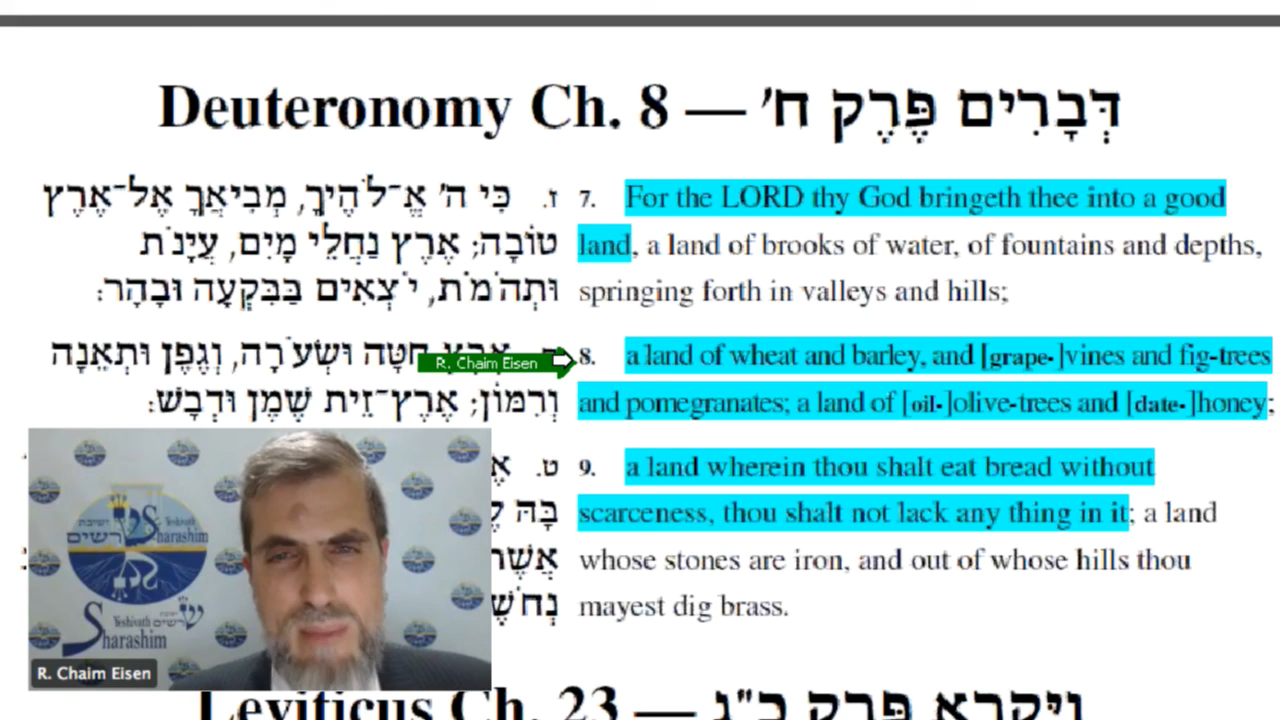 Deuteronomy Ch. 8 — דְּבָרִים פֶּרֶק ח'
ז. כִּי ה' אֱ־לֹהֶיךָ, מְבִיאֲךָ אֶל־אֶרֶץ
טוֹבָה; אֶרֶץ נַחֲלֵי מָיִם, עֲיָנֹת
וּתְהֹמֹת, יֹצְאִים בַּבִּקְעָה וּבָהָר:
7. For the LORD thy God bringeth thee into a good
land, a land of brooks of water, of fountains and depths,
springing forth in valleys and hills;
חִטָּה וּשְׂעֹרָה, וְגֶפֶן וּתְאֵנָה
וְרִמּוֹן; אֶרֶץ־זֵית שֶׁמֶן וּדְבָשׁ:
R. Chaim Eisen
8. a land of wheat and barley, and [grape-]vines and fig-trees
and pomegranates; a land of [oil-]olive-trees and [date-]honey;
ט.
בָּהּ
נְחֹשֶׁ
9. a land wherein thou shalt eat bread without
scarceness, thou shalt not lack any thing in it; a land
whose stones are iron, and out of whose hills thou
mayest dig brass.
ישיבת
שרשים
Sharashim
Yeshivath
Sharashim
R. Chaim Eisen
Leviticus Ch. 23 — וַיִּקְרָא פֶּרֶק כ"ג